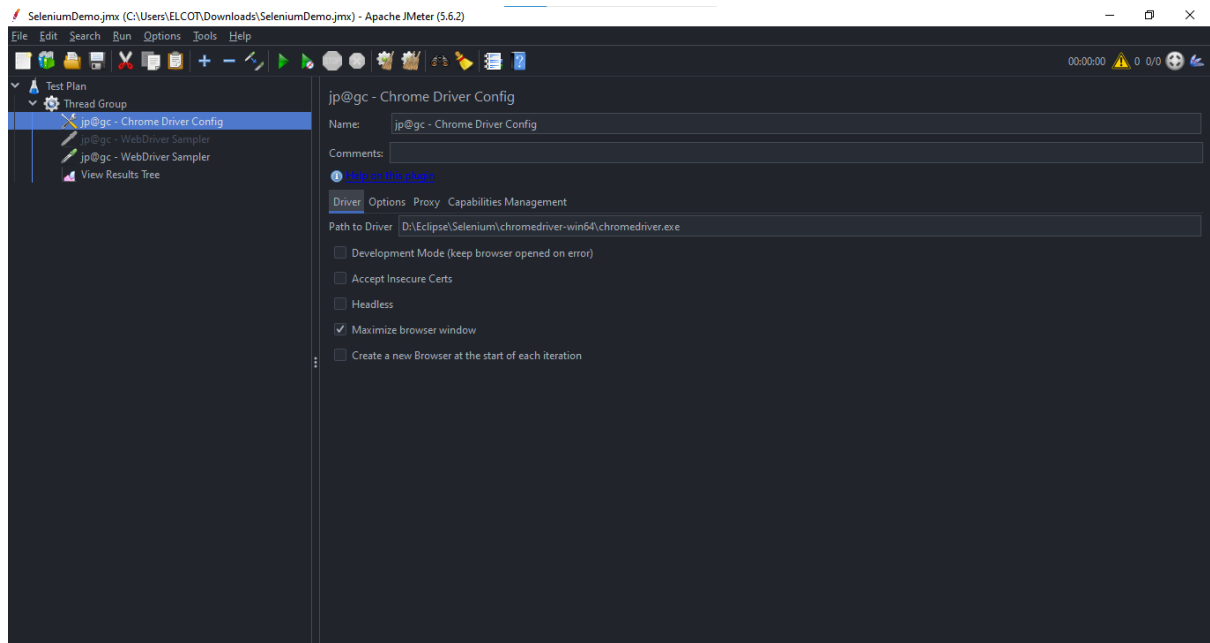 SeleniumDemo.jmx (C:\Users\ELCOT\Downloads\SeleniumDemo.jmx) - Apache JMeter (5.6.2)
File Edit Search Run Options Tools Help
00:00:00 0 0/0
Test Plan
Thread Group
jp@gc - Chrome Driver Config
jp@gc - WebDriver Sampler
jp@gc - WebDriver Sampler
View Results Tree
jp@gc - Chrome Driver Config
Name: jp@gc - Chrome Driver Config
Comments:
Help on this plugin
Driver Options Proxy Capabilities Management
Path to Driver D:\Eclipse\Selenium\chromedriver-win64\chromedriver.exe
Development Mode (keep browser opened on error)
Accept Insecure Certs
Headless
Maximize browser window
Create a new Browser at the start of each iteration